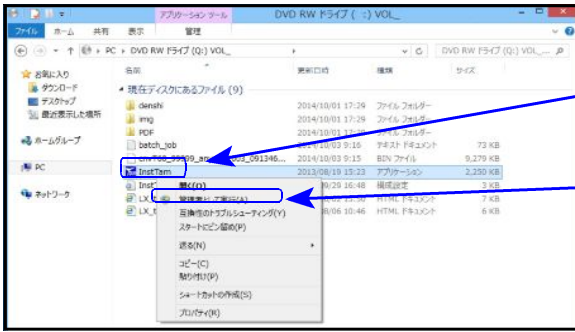 アプリケーション ツール
DVD RW ドライブ (Q:) VOL_
ファイル ホーム 共有 表示 管理
PC ▸ DVD RW ドライブ (Q:) VOL_
DVD RW ドライブ (Q:) VOL_...
お気に入り
ダウンロード
デスクトップ
最近表示した場所
ホームグループ
PC
ネットワーク
名前 更新日時 種類 サイズ
現在ディスクにあるファイル (9)
denshi 2014/10/01 17:29 ファイル フォルダー
img 2014/10/01 17:29 ファイル フォルダー
PDF ファイル フォルダー
batch_job 9:16 テキスト ドキュメント 73 KB
2014/10/03 9:15 BIN ファイル 9,279 KB
InstTarn 2013/08/19 15:23 アプリケーション 2,250 KB
16:48 構成設定 3 KB
HTML ドキュメント 7 KB
10:46 HTML ドキュメント 6 KB
開く(O)
管理者として実行(A)
互換性のトラブルシューティング(Y)
スタートにピン留め(P)
送る(N)
コピー(C)
貼り付け(P)
ショートカットの作成(S)
プロパティ(R)